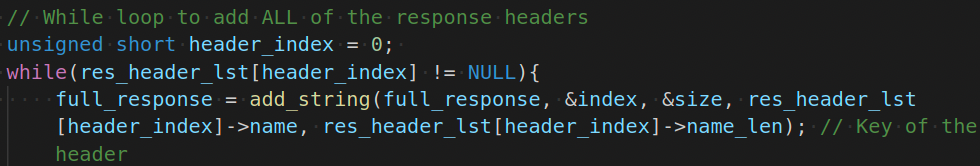 // While loop to add ALL of the response headers
unsigned short header_index = 0;
while(res_header_lst[header_index] != NULL){
    full_response = add_string(full_response, &index, &size, res_header_lst
    [header_index]->name, res_header_lst[header_index]->name_len); // Key of the
    header